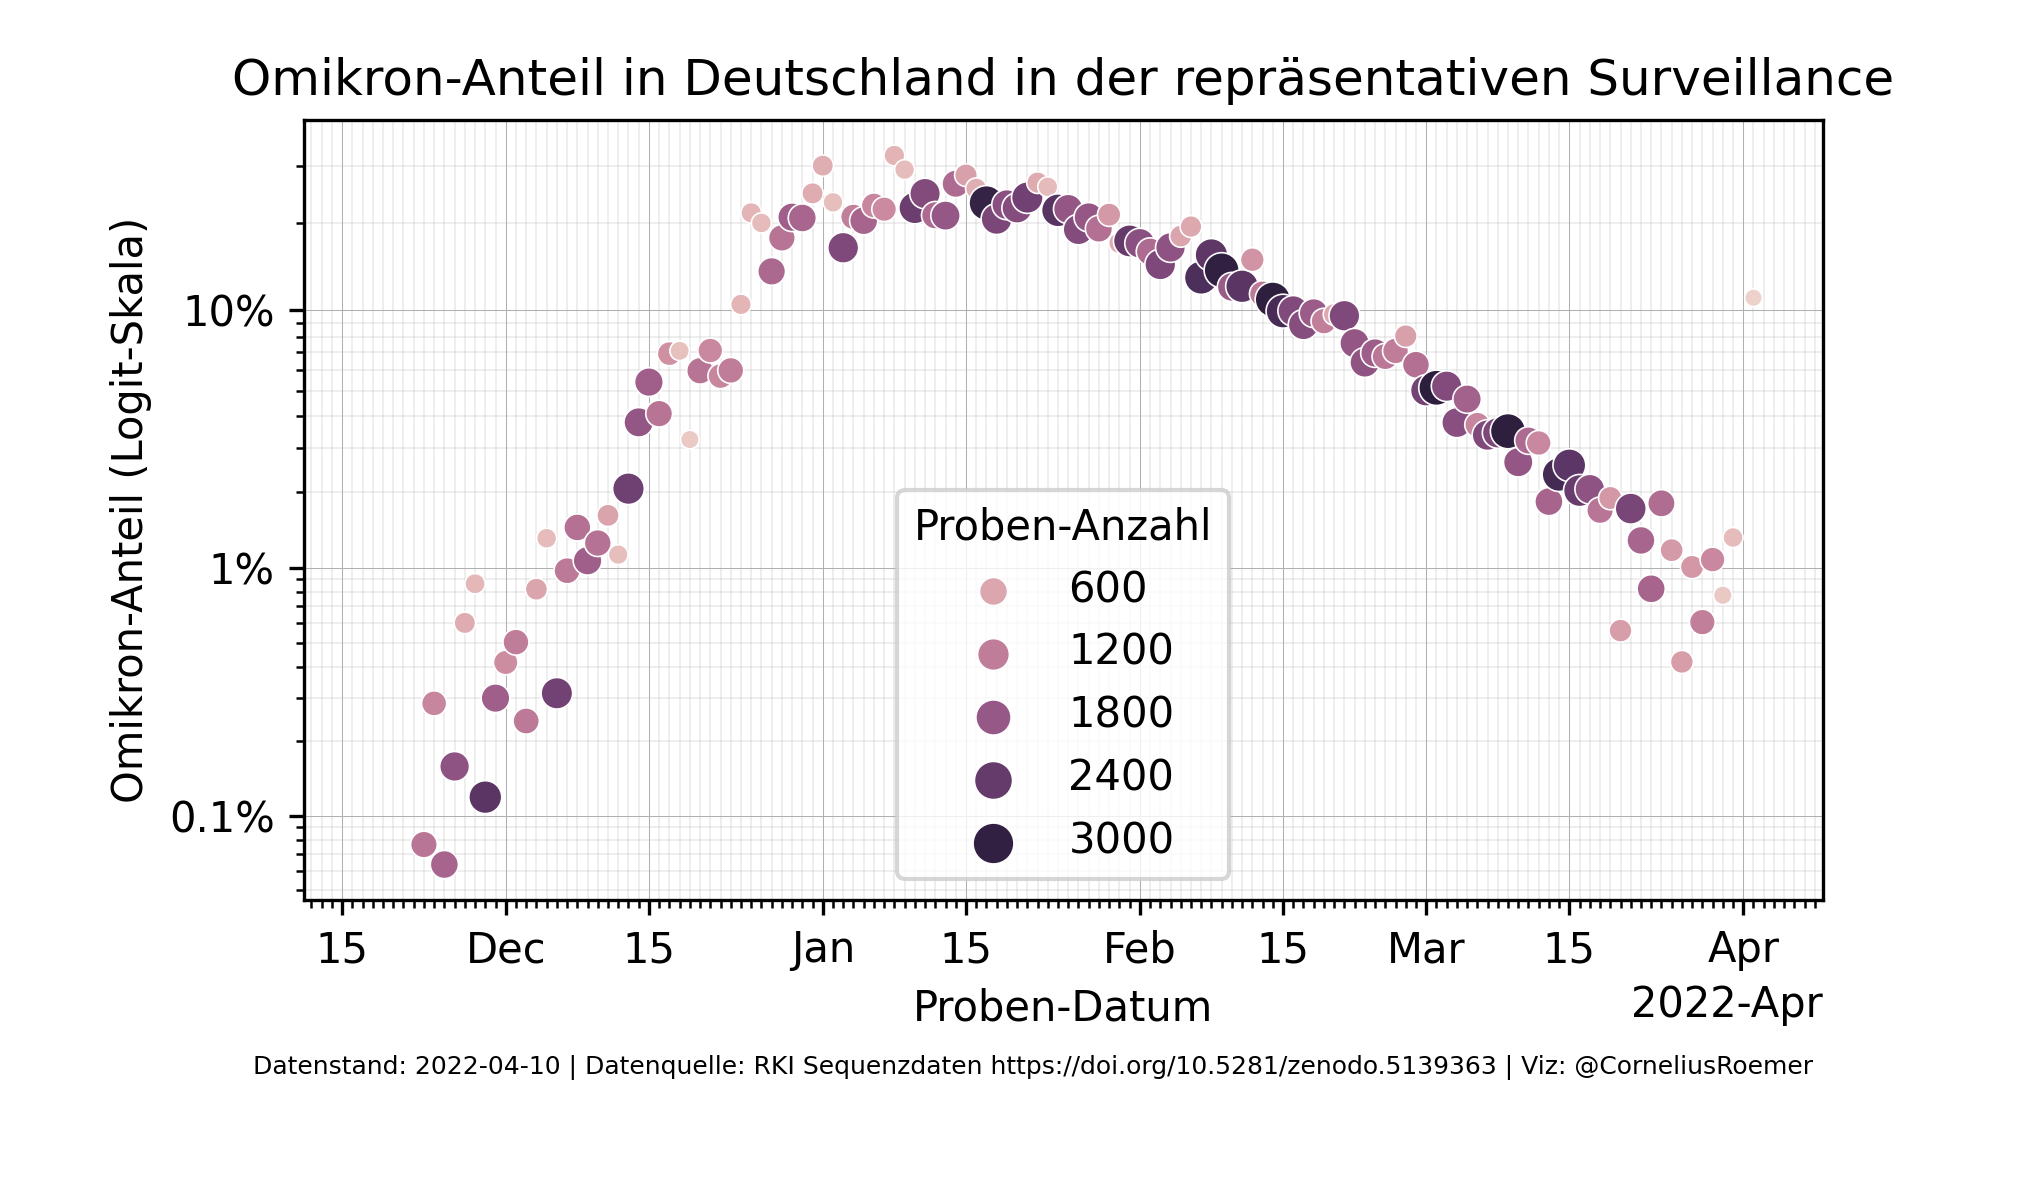 Omikron-Anteil in Deutschland in der repräsentativen Surveillance
Omikron-Anteil (Logit-Skala)
10%
1%
0.1%
Proben-Anzahl
600
1200
1800
2400
3000
15 Dec 15 Jan 15 Feb 15 Mar 15 Apr
Proben-Datum
2022-Apr
Datenstand: 2022-04-10 | Datenquelle: RKI Sequenzdaten https://doi.org/10.5281/zenodo.5139363 | Viz: @CorneliusRoemer